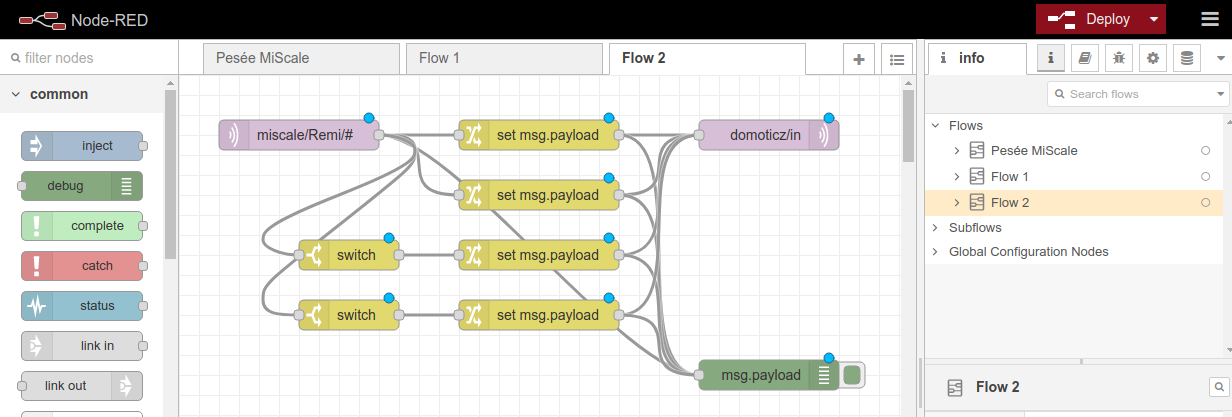 Node-RED
Deploy
filter nodes
Pesée MiScale
Flow 1
Flow 2
i info
Search flows
common
inject
debug
complete
catch
status
link in
link out
miscale/Remi/#
set msg.payload
domoticz/in
set msg.payload
switch
set msg.payload
switch
set msg.payload
msg.payload
Flows
Pesée MiScale
Flow 1
Flow 2
Subflows
Global Configuration Nodes
Flow 2